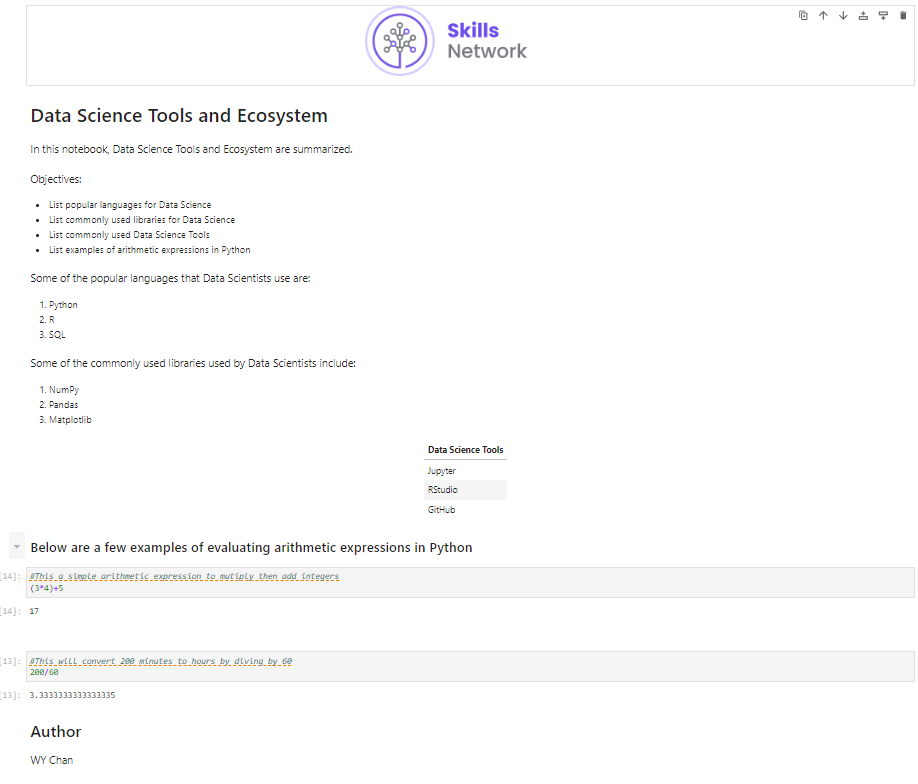 Skills
Network
Data Science Tools and Ecosystem
In this notebook, Data Science Tools and Ecosystem are summarized.
Objectives:
• List popular languages for Data Science
• List commonly used libraries for Data Science
• List commonly used Data Science Tools
• List examples of arithmetic expressions in Python
Some of the popular languages that Data Scientists use are:
1. Python
2. R
3. SQL
Some of the commonly used libraries used by Data Scientists include:
1. NumPy
2. Pandas
3. Matplotlib
Data Science Tools
Jupyter
RStudio
GitHub
Below are a few examples of evaluating arithmetic expressions in Python
[14]: #This a simple arithmetic expression to mutiply then add integers
(3*4)+5
[14]: 17
[13]: #This will convert 200 minutes to hours by diving by 60
200/60
[13]: 3.3333333333333335
Author
WY Chan